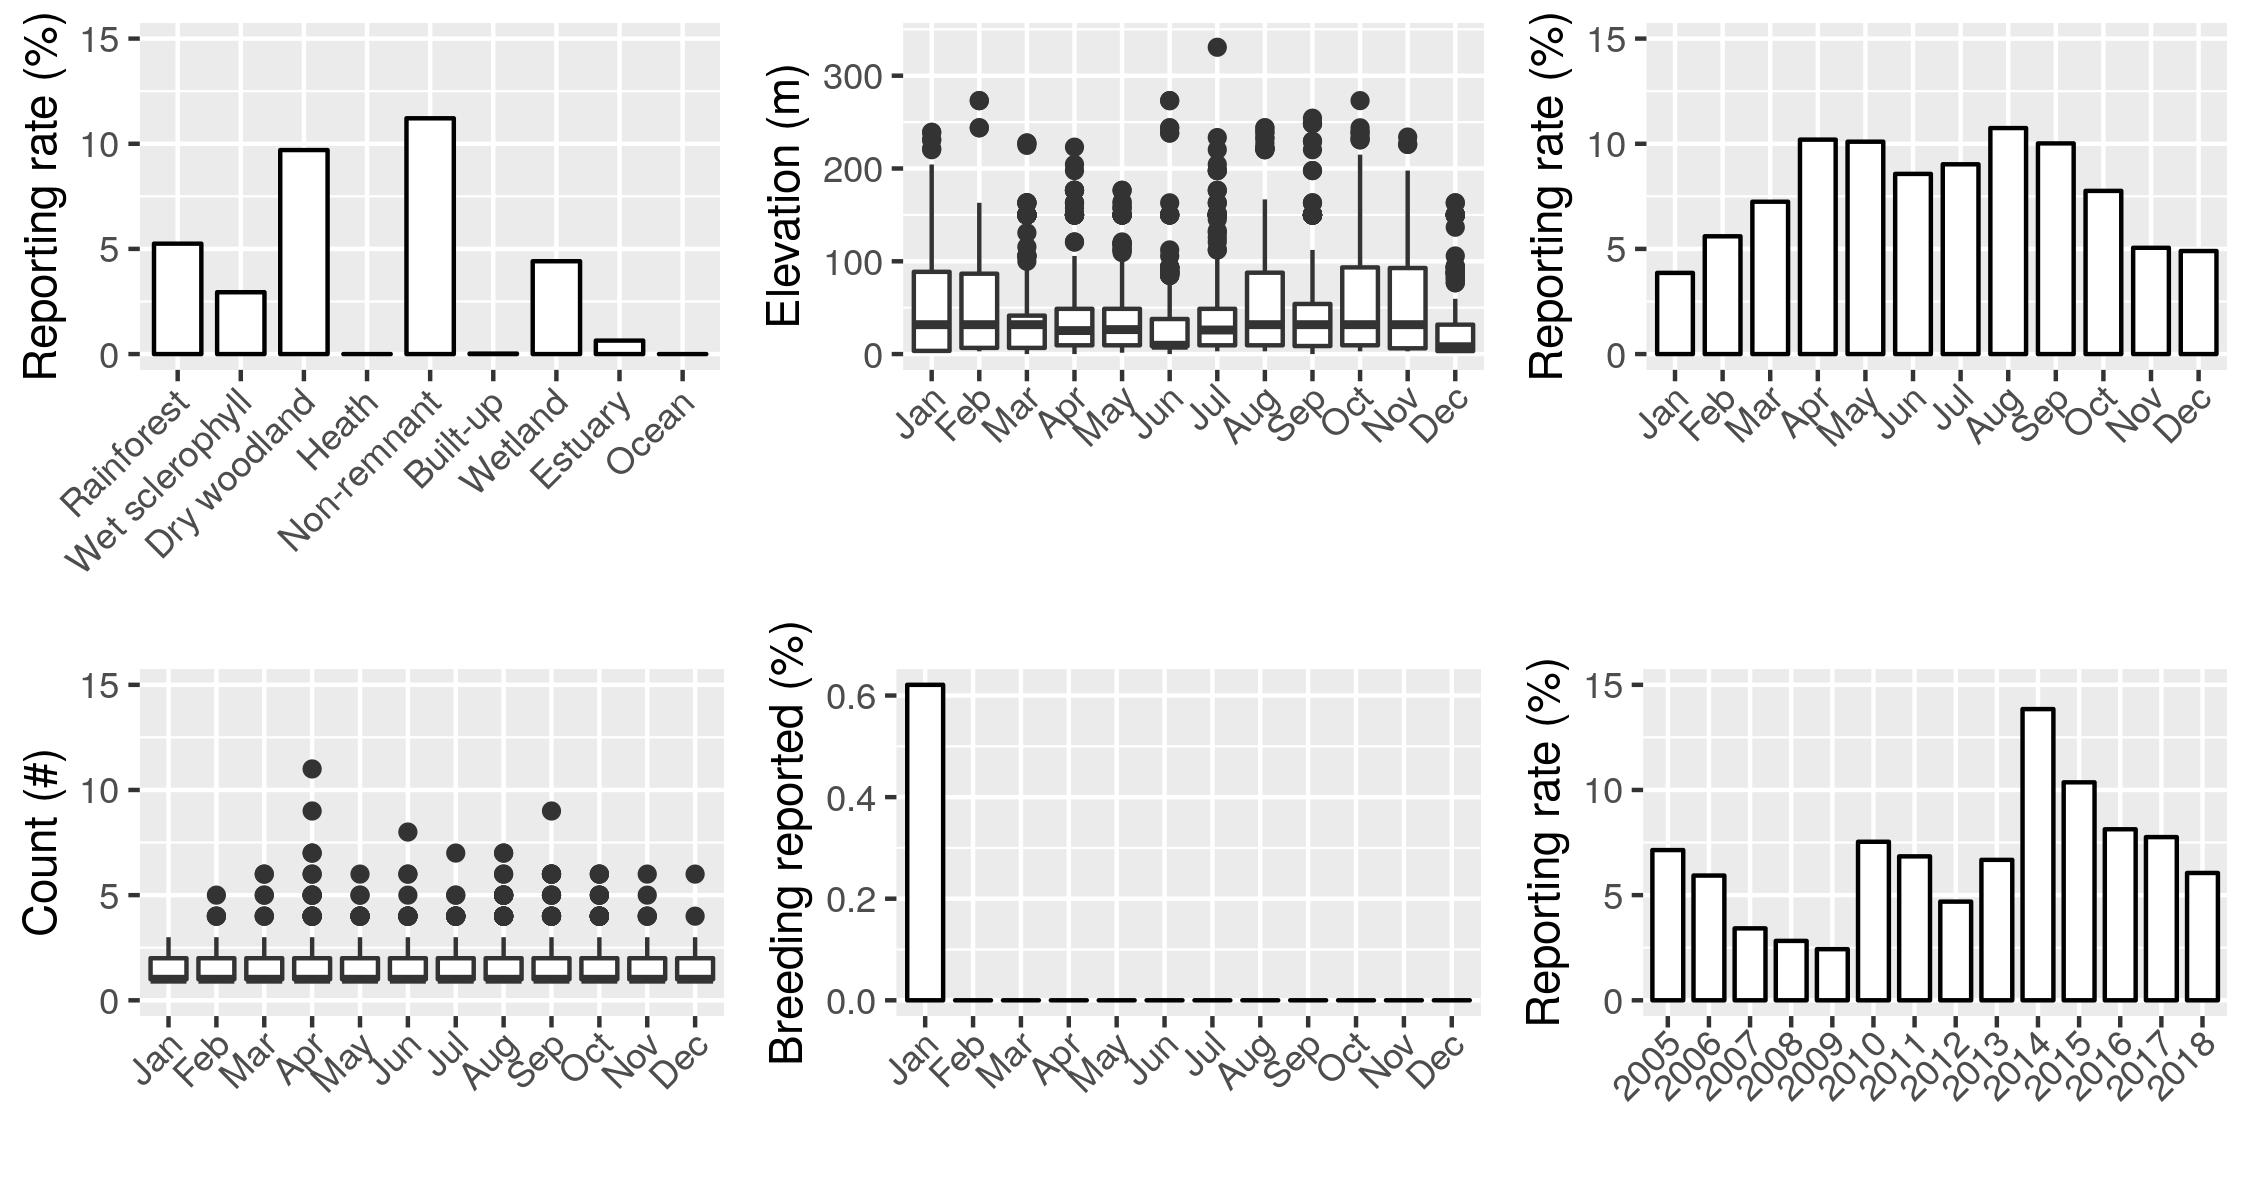 Reporting rate (%)
15
10
5
0
Rainforest
Wet sclerophyll
Dry woodland
Heath
Non-remnant
Built-up
Wetland
Estuary
Ocean
Elevation (m)
300
200
100
0
Jan
Feb
Mar
Apr
May
Jun
Jul
Aug
Sep
Oct
Nov
Dec
Reporting rate (%)
15
10
5
0
Jan
Feb
Mar
Apr
May
Jun
Jul
Aug
Sep
Oct
Nov
Dec
Count (#)
15
10
5
0
Jan
Feb
Mar
Apr
May
Jun
Jul
Aug
Sep
Oct
Nov
Dec
Breeding reported (%)
0.6
0.4
0.2
0.0
Jan
Feb
Mar
Apr
May
Jun
Jul
Aug
Sep
Oct
Nov
Dec
Reporting rate (%)
15
10
5
0
2005
2006
2007
2008
2009
2010
2011
2012
2013
2014
2015
2016
2017
2018